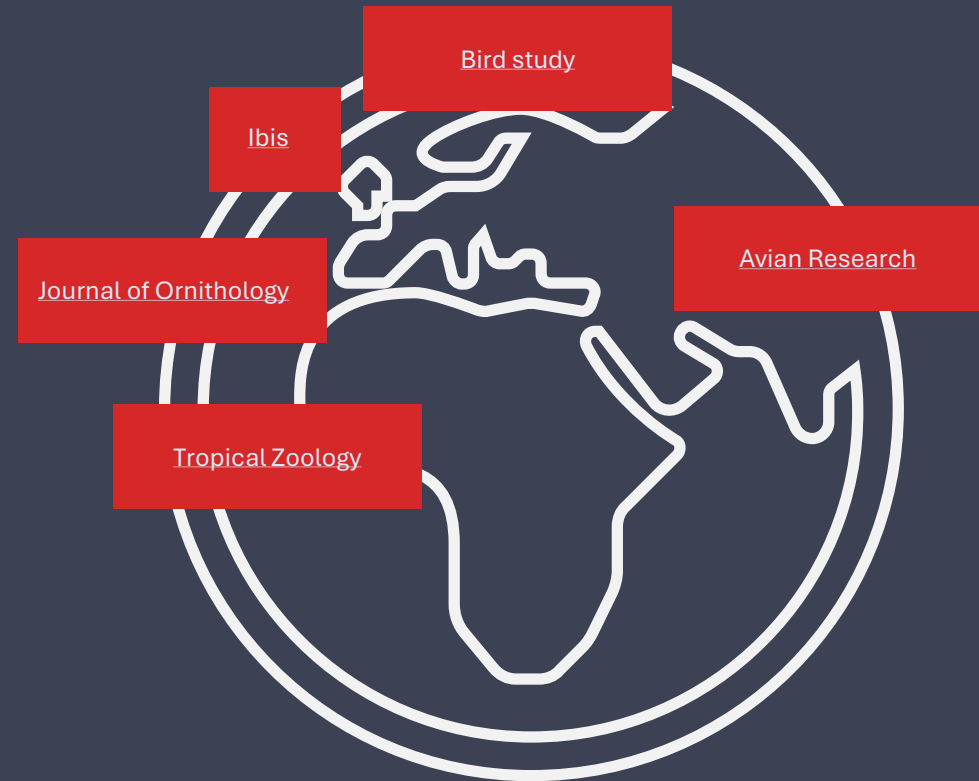 Bird study
Ibis
Avian Research
Journal of Ornithology
Tropical Zoology